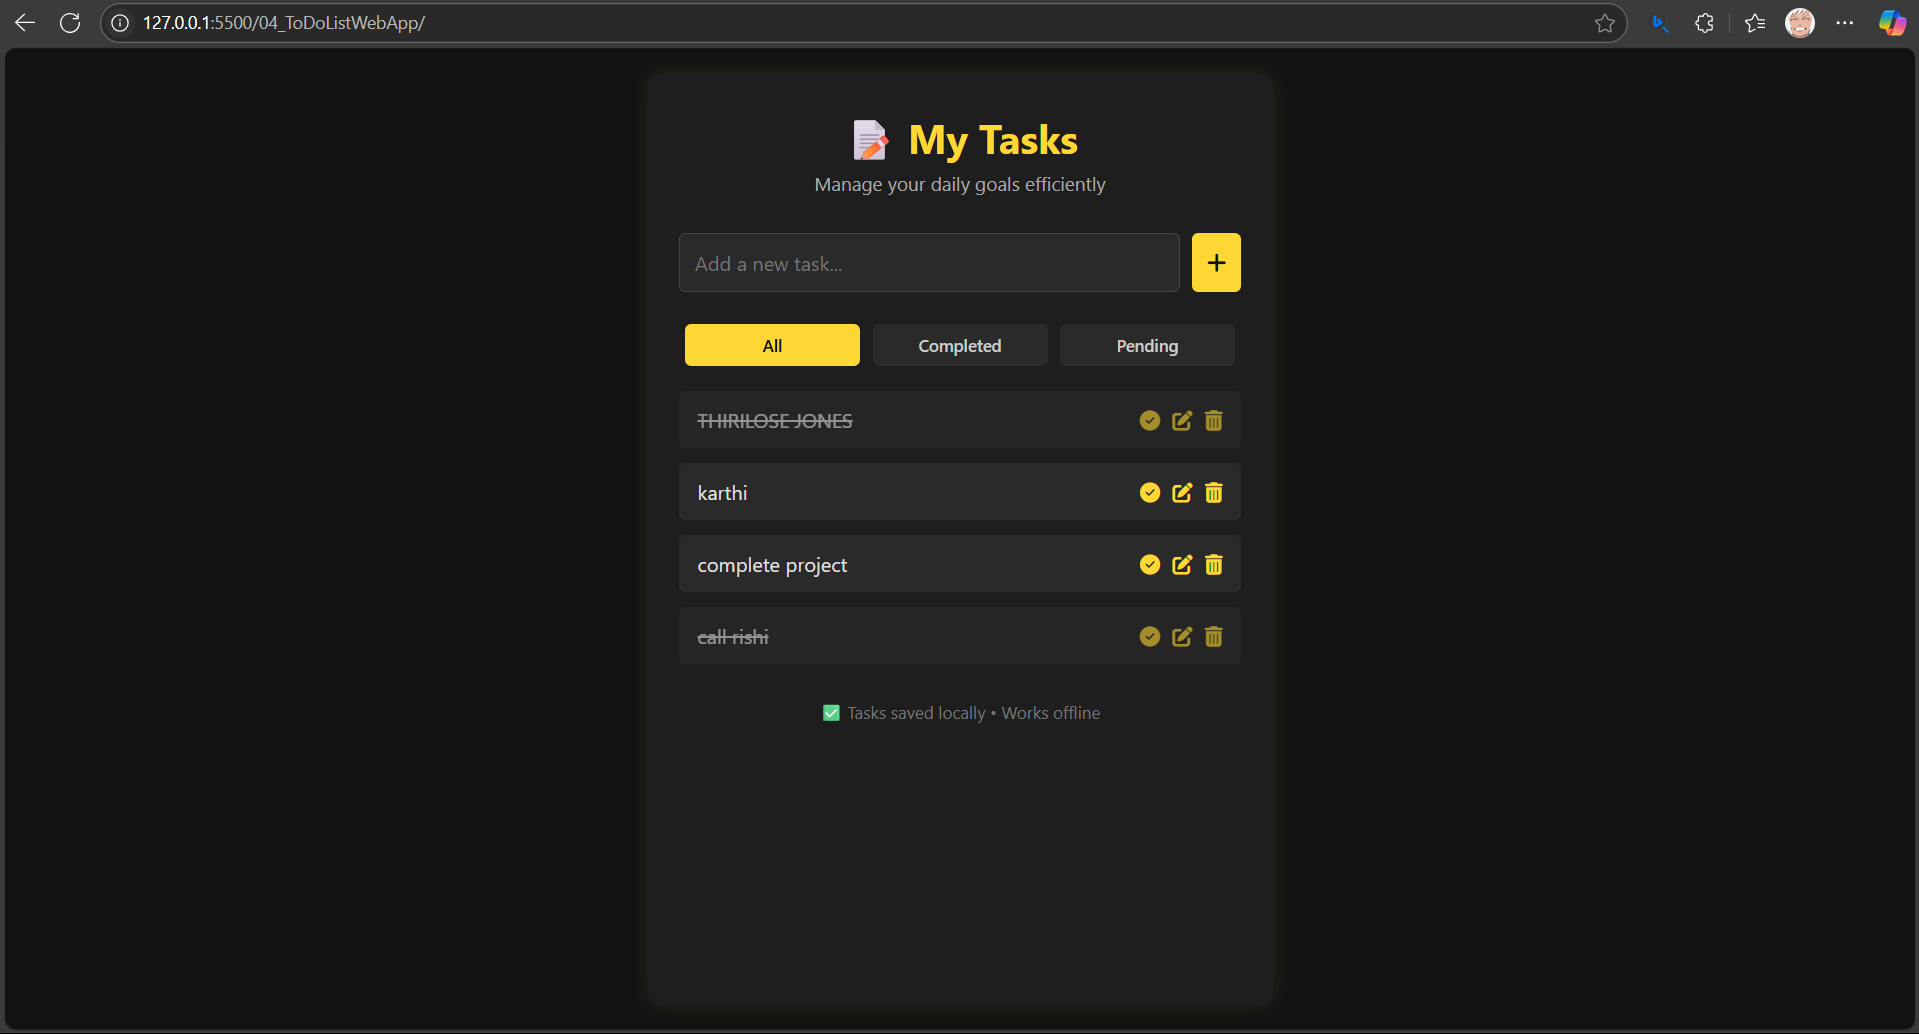 127.0.0.1:5500/04_ToDoListWebApp/
My Tasks
Manage your daily goals efficiently
Add a new task...
All
Completed
Pending
THIRILOSE JONES
karthi
complete project
call rishi
Tasks saved locally • Works offline